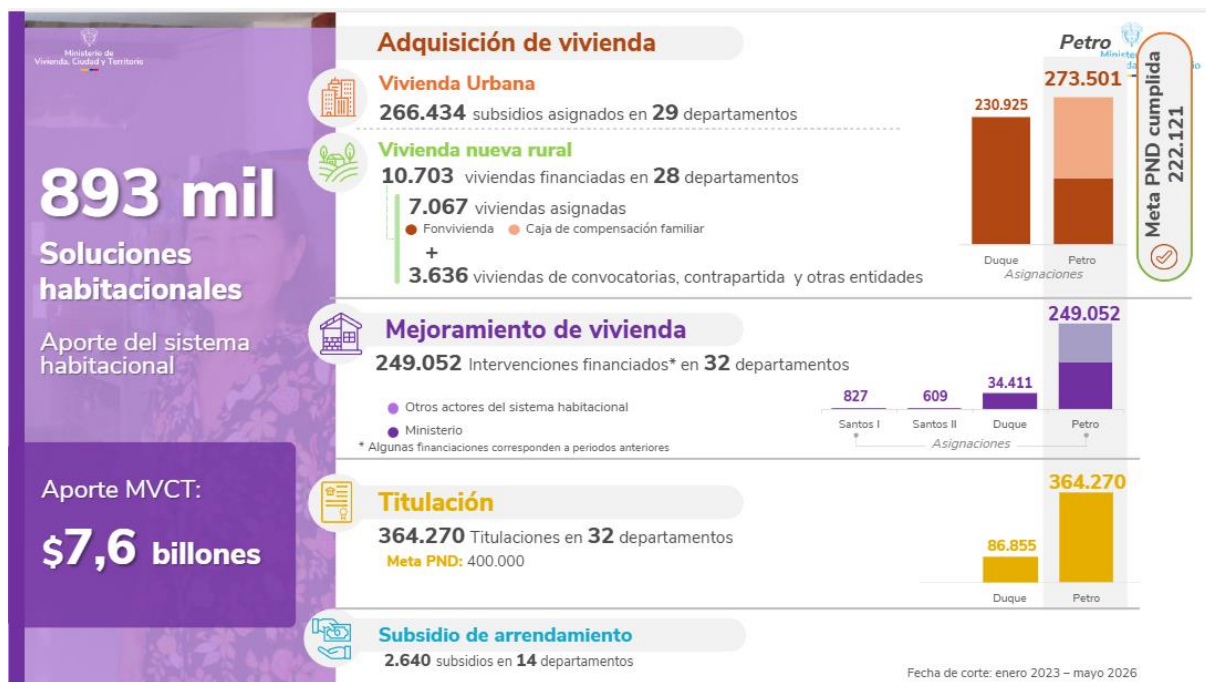 Ministerio de
Vivienda, Ciudad y Territorio
893 mil
Soluciones
habitacionales
Aporte del sistema
habitacional
Aporte MVCT:
$7,6 billones
Adquisición de vivienda
Vivienda Urbana
266.434 subsidios asignados en 29 departamentos
Vivienda nueva rural
10.703 viviendas financiadas en 28 departamentos
7.067 viviendas asignadas
Fonvivienda Caja de compensación familiar
+
3.636 viviendas de convocatorias, contrapartida y otras entidades
Petro
273.501
230.925
Duque Petro
Asignaciones
Meta PND cumplida
222.121
Mejoramiento de vivienda
249.052 Intervenciones financiados* en 32 departamentos
Otros actores del sistema habitacional
Ministerio
* Algunas financiaciones corresponden a periodos anteriores
249.052
34.411
827 609
Santos I Santos II Duque Petro
Asignaciones
Titulación
364.270 Titulaciones en 32 departamentos
Meta PND: 400.000
364.270
86.855
Duque Petro
Subsidio de arrendamiento
2.640 subsidios en 14 departamentos
Fecha de corte: enero 2023 – mayo 2026